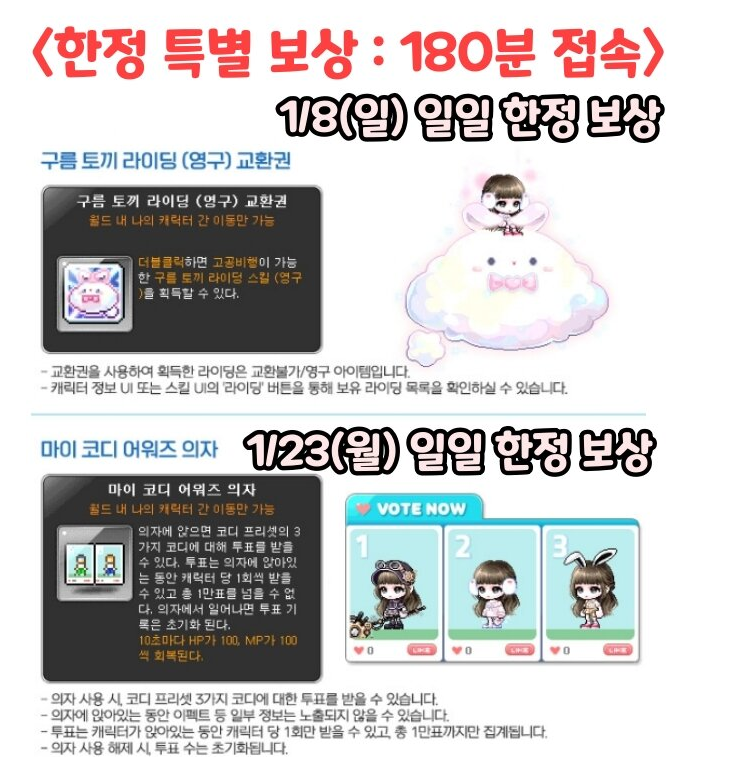 <한정 특별 보상 : 180분 접속>
1/8(일) 일일 한정 보상
구름 토끼 라이딩 (영구) 교환권
구름 토끼 라이딩 (영구) 교환권
월드 내 나의 캐릭터 간 이동만 가능
더블클릭하면 고공비행이 가능
한 구름 토끼 라이딩 스킬 (영구
)을 획득할 수 있다.
- 교환권을 사용하여 획득한 라이딩은 교환불가/영구 아이템입니다.
- 캐릭터 정보 UI 또는 스킬 UI의 '라이딩' 버튼을 통해 보유 라이딩 목록을 확인하실 수 있습니다.
마이 코디 어워즈 의자
1/23(월) 일일 한정 보상
마이 코디 어워즈 의자
월드 내 나의 캐릭터 간 이동만 가능
의자에 앉으면 코디 프리셋의 3
가지 코디에 대해 투표를 받을
수 있다. 투표는 의자에 앉아있
는 동안 캐릭터 당 1회씩 받을
수 있고 총 1만표를 넘을 수 없
다. 의자에서 일어나면 투표 기
록은 초기화 된다.
10초마다 HP가 100, MP가 100
씩 회복된다.
VOTE NOW
1 2 3
0 LIKE 0 LIKE 0 LIKE
- 의자 사용 시, 코디 프리셋 3가지 코디에 대한 투표를 받을 수 있습니다.
- 의자에 앉아있는 동안 이펙트 등 일부 정보는 노출되지 않을 수 있습니다.
- 투표는 캐릭터가 앉아있는 동안 캐릭터 당 1회만 받을 수 있고, 총 1만표까지만 집계됩니다.
- 의자 사용 해제 시, 투표 수는 초기화됩니다.